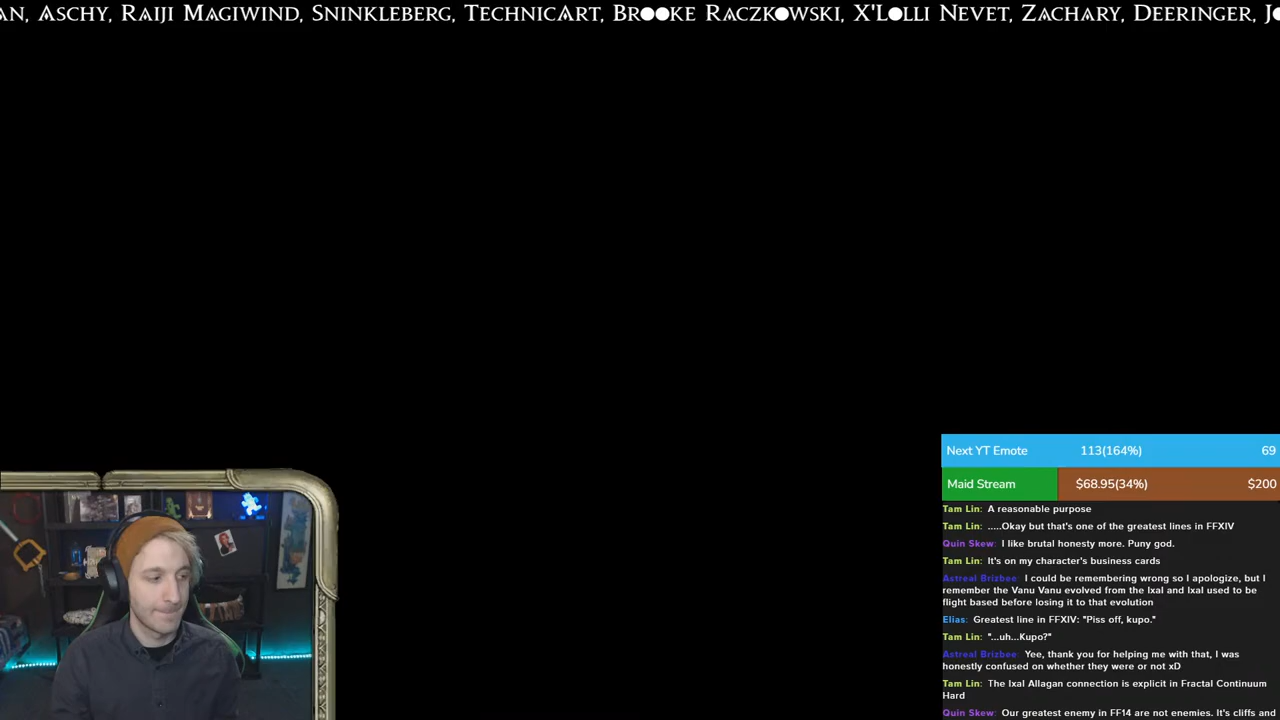 AN, ASCHY, RAIJI MAGIWIND, SNINKLEBERG, TECHNICART, BROOKE RACZKOWSKI, X'LOLLI NEVET, ZACHARY, DEERINGER, JO
Next YT Emote 113(164%) 69
Maid Stream $68.95(34%) $200
Tam Lin: A reasonable purpose
Tam Lin: .....Okay but that's one of the greatest lines in FFXIV
Quin Skew: I like brutal honesty more. Puny god.
Tam Lin: It's on my character's business cards
Astreal Brizbee: I could be remembering wrong so I apologize, but I
remember the Vanu Vanu evolved from the Ixal and Ixal used to be
flight based before losing it to that evolution
Elias: Greatest line in FFXIV: "Piss off, kupo."
Tam Lin: "...uh...Kupo?"
Astreal Brizbee: Yee, thank you for helping me with that, I was
honestly confused on whether they were or not xD
Tam Lin: The Ixal Allagan connection is explicit in Fractal Continuum
Hard
Quin Skew: Our greatest enemy in FF14 are not enemies. It's cliffs and